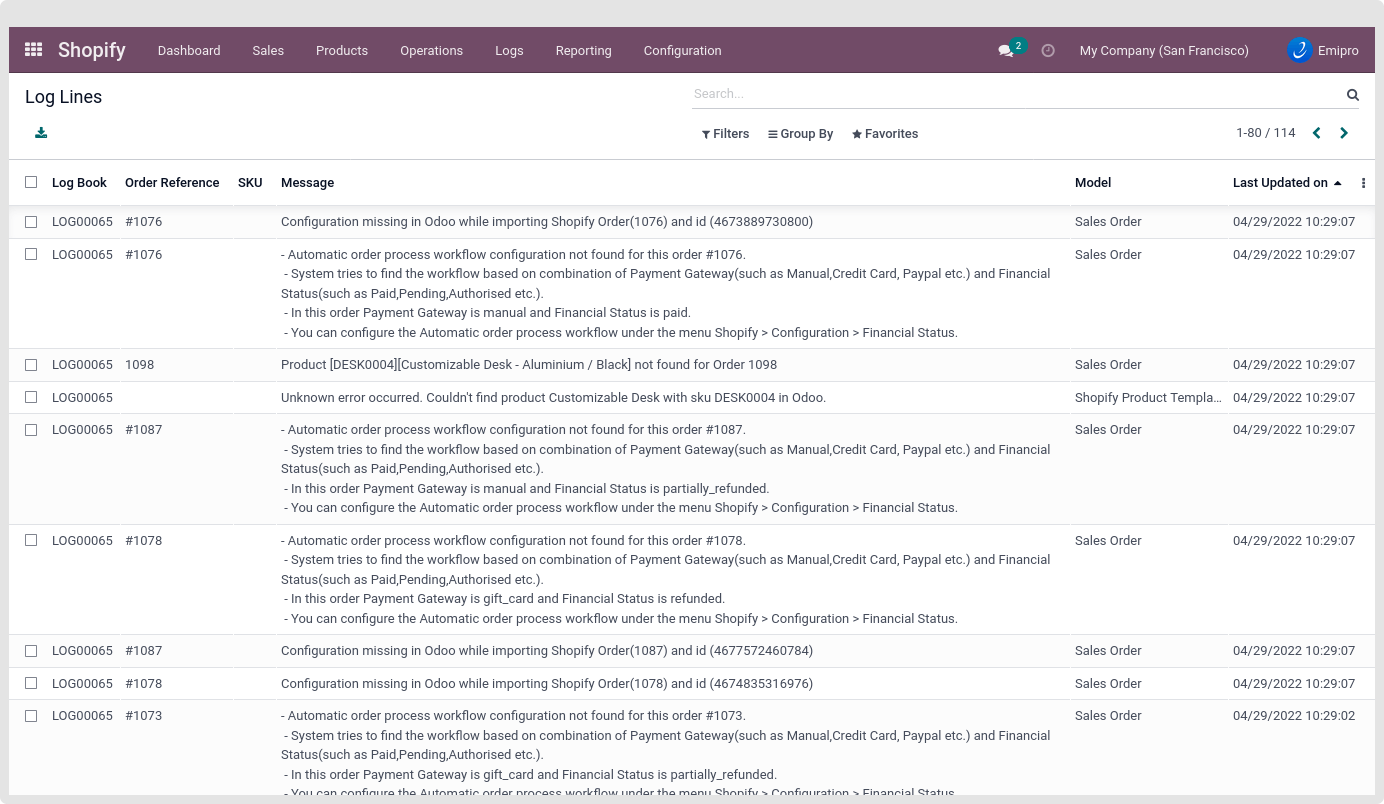 Shopify Dashboard Sales Products Operations Logs Reporting Configuration 2 My Company (San Francisco) Emipro
Log Lines Search...
Filters Group By Favorites 1-80 / 114
Log Book Order Reference SKU Message Model Last Updated on
LOG00065 #1076 Configuration missing in Odoo while importing Shopify Order(1076) and id (4673889730800) Sales Order 04/29/2022 10:29:07
LOG00065 #1076 - Automatic order process workflow configuration not found for this order #1076. Sales Order 04/29/2022 10:29:07
- System tries to find the workflow based on combination of Payment Gateway(such as Manual,Credit Card, Paypal etc.) and Financial
Status(such as Paid,Pending,Authorised etc.).
- In this order Payment Gateway is manual and Financial Status is paid.
- You can configure the Automatic order process workflow under the menu Shopify > Configuration > Financial Status.
LOG00065 1098 Product [DESK0004][Customizable Desk - Aluminium / Black] not found for Order 1098 Sales Order 04/29/2022 10:29:07
LOG00065 Unknown error occurred. Couldn't find product Customizable Desk with sku DESK0004 in Odoo. Shopify Product Templa... 04/29/2022 10:29:07
LOG00065 #1087 - Automatic order process workflow configuration not found for this order #1087. Sales Order 04/29/2022 10:29:07
- System tries to find the workflow based on combination of Payment Gateway(such as Manual,Credit Card, Paypal etc.) and Financial
Status(such as Paid,Pending,Authorised etc.).
- In this order Payment Gateway is manual and Financial Status is partially_refunded.
- You can configure the Automatic order process workflow under the menu Shopify > Configuration > Financial Status.
LOG00065 #1078 - Automatic order process workflow configuration not found for this order #1078. Sales Order 04/29/2022 10:29:07
- System tries to find the workflow based on combination of Payment Gateway(such as Manual,Credit Card, Paypal etc.) and Financial
Status(such as Paid,Pending,Authorised etc.).
- In this order Payment Gateway is gift_card and Financial Status is refunded.
- You can configure the Automatic order process workflow under the menu Shopify > Configuration > Financial Status.
LOG00065 #1087 Configuration missing in Odoo while importing Shopify Order(1087) and id (4677572460784) Sales Order 04/29/2022 10:29:07
LOG00065 #1078 Configuration missing in Odoo while importing Shopify Order(1078) and id (4674835316976) Sales Order 04/29/2022 10:29:07
LOG00065 #1073 - Automatic order process workflow configuration not found for this order #1073. Sales Order 04/29/2022 10:29:02
- System tries to find the workflow based on combination of Payment Gateway(such as Manual,Credit Card, Paypal etc.) and Financial
Status(such as Paid,Pending,Authorised etc.).
- In this order Payment Gateway is gift_card and Financial Status is partially_refunded.
- You can configure the Automatic order process workflow under the menu Shopify > Configuration > Financial Status.